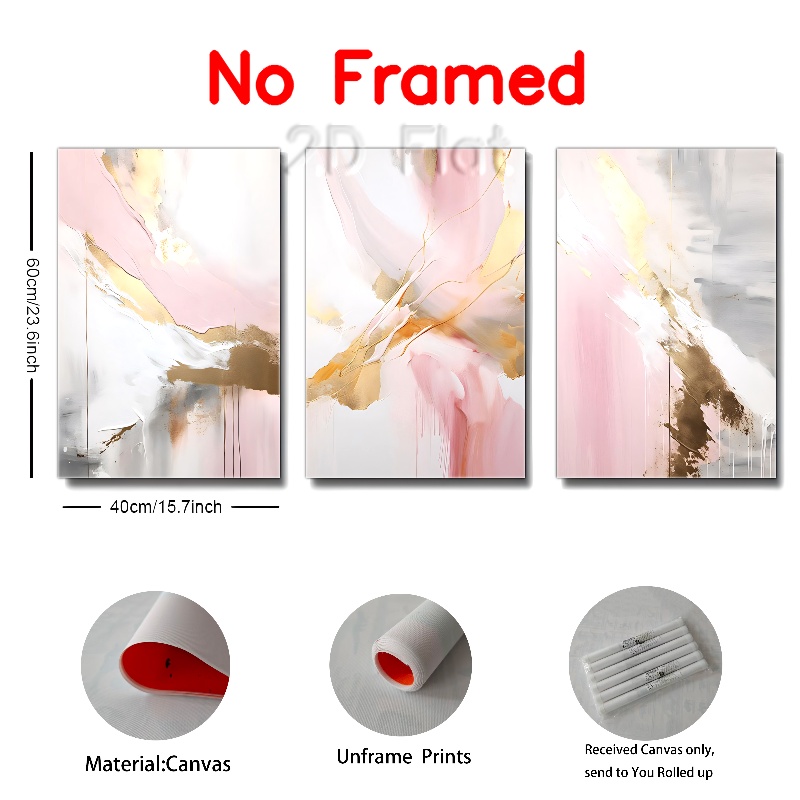 No Framed
2D Flat
60cm/23.6inch
40cm/15.7inch
Material:Canvas
Unframe Prints
Received Canvas only,
send to You Rolled up